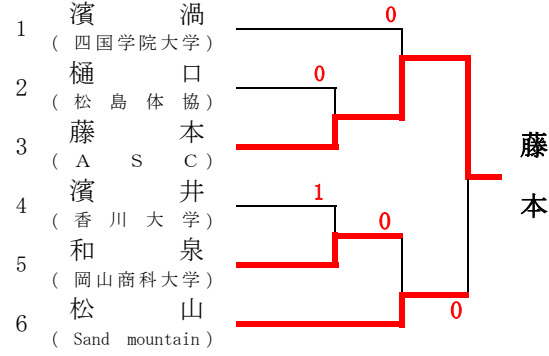 0
1 濱 渦
( 四国学院大学)
2 樋 口 0
( 松 島 体 協 )
3 藤 本
( A S C )
藤本
4 濱 井 1
( 香 川 大 学 )
0
5 和 泉
( 岡山商科大学)
6 松 山 0
( Sand mountain)